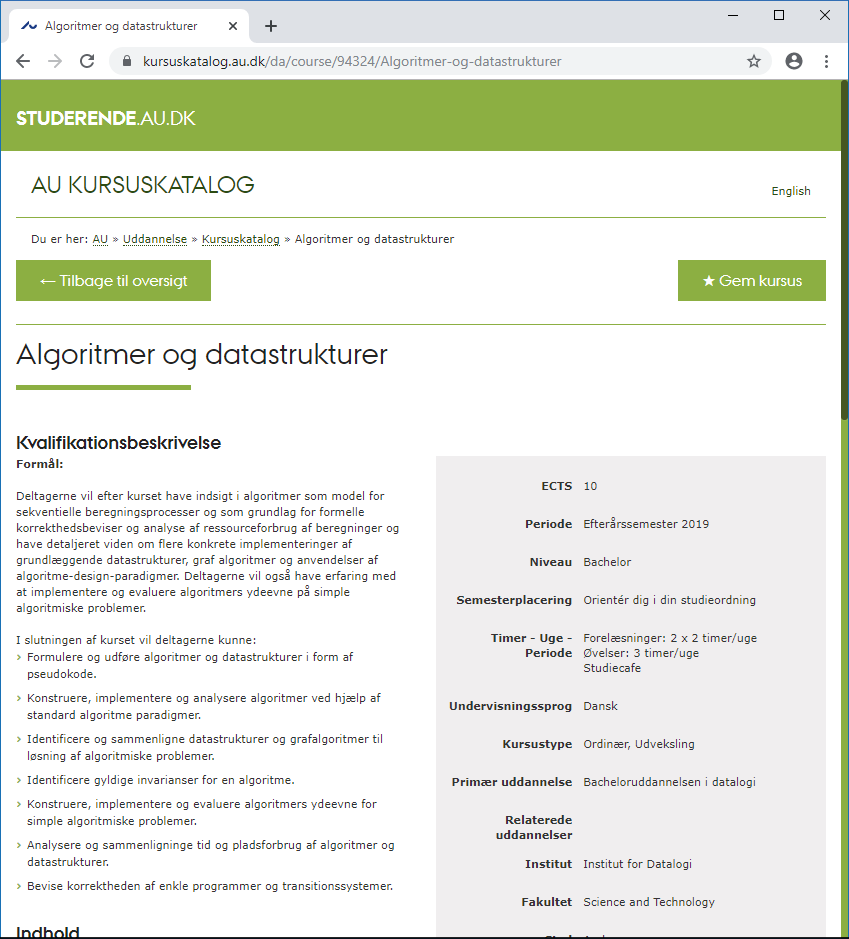 Algoritmer og datastrukturer
kursuskatalog.au.dk/da/course/94324/Algoritmer-og-datastrukturer
STUDERENDE.AU.DK
AU KURSUSKATALOG
English
Du er her: AU » Uddannelse » Kursuskatalog » Algoritmer og datastrukturer
← Tilbage til oversigt
★ Gem kursus
Algoritmer og datastrukturer
Kvalifikationsbeskrivelse
Formål:
Deltagerne vil efter kurset have indsigt i algoritmer som model for
sekventielle beregningsprocesser og som grundlag for formelle
korrekthedsbeviser og analyse af ressourceforbrug af beregninger og
have detaljeret viden om flere konkrete implementeringer af
grundlæggende datastrukturer, graf algoritmer og anvendelser af
algoritme-design-paradigmer. Deltagerne vil også have erfaring med
at implementere og evaluere algoritmers ydeevne på simple
algoritmiske problemer.
I slutningen af kurset vil deltagerne kunne:
› Formulere og udføre algoritmer og datastrukturer i form af
pseudokode.
› Konstruere, implementere og analysere algoritmer ved hjælp af
standard algoritme paradigmer.
› Identificere og sammenligne datastrukturer og grafalgoritmer til
løsning af algoritmiske problemer.
› Identificere gyldige invarianser for en algoritme.
› Konstruere, implementere og evaluere algoritmers ydeevne for
simple algoritmiske problemer.
› Analysere og sammenligninge tid og pladsforbrug af algoritmer og
datastrukturer.
› Bevise korrektheden af enkle programmer og transitionssystemer.
Indhold
ECTS 10
Periode Efterårssemester 2019
Niveau Bachelor
Semesterplacering Orientér dig i din studieordning
Timer - Uge - Forelæsninger: 2 x 2 timer/uge
Periode Øvelser: 3 timer/uge
Studiecafe
Undervisningssprog Dansk
Kursustype Ordinær, Udveksling
Primær uddannelse Bacheloruddannelsen i datalogi
Relaterede
uddannelser
Institut Institut for Datalogi
Fakultet Science and Technology